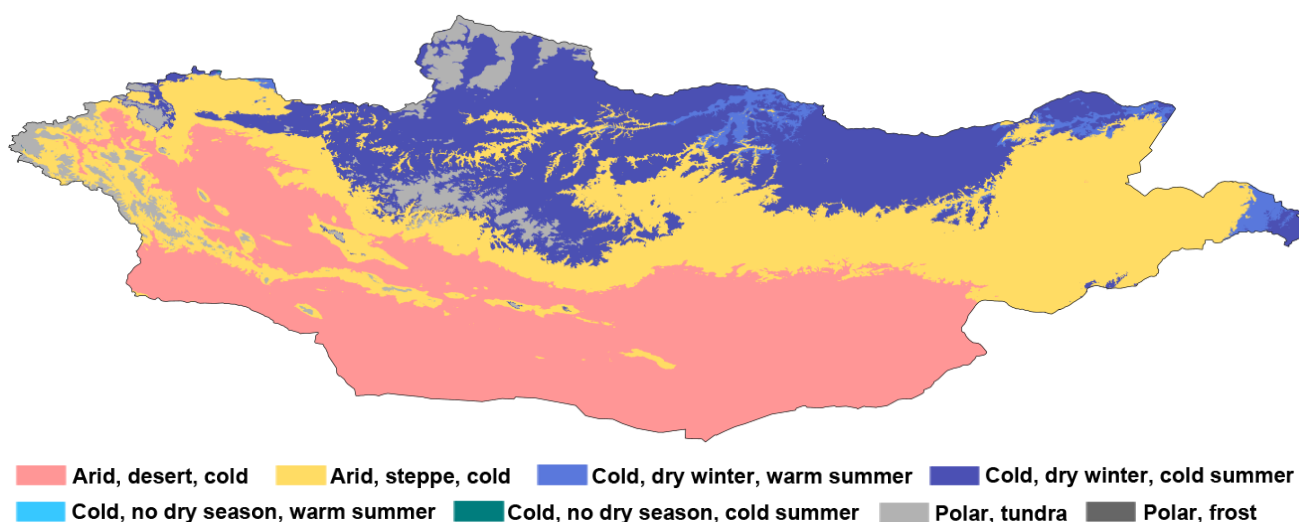 Arid, desert, cold Arid, steppe, cold Cold, dry winter, warm summer Cold, dry winter, cold summer
Cold, no dry season, warm summer Cold, no dry season, cold summer Polar, tundra Polar, frost